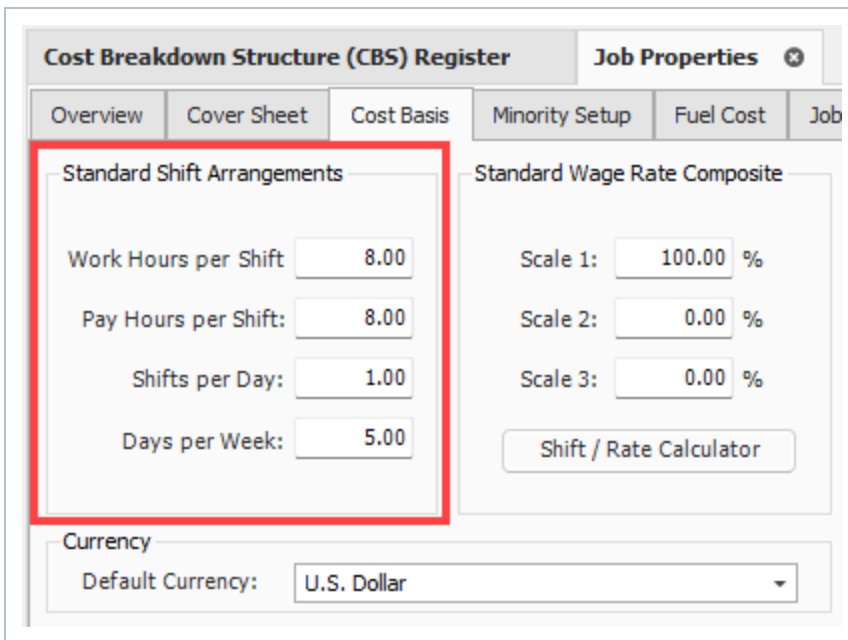 Cost Breakdown Structure (CBS) Register Job Properties
Overview Cover Sheet Cost Basis Minority Setup Fuel Cost Job
Standard Shift Arrangements
Work Hours per Shift 8.00
Pay Hours per Shift: 8.00
Shifts per Day: 1.00
Days per Week: 5.00
Standard Wage Rate Composite
Scale 1: 100.00 %
Scale 2: 0.00 %
Scale 3: 0.00 %
Shift / Rate Calculator
Currency
Default Currency: U.S. Dollar